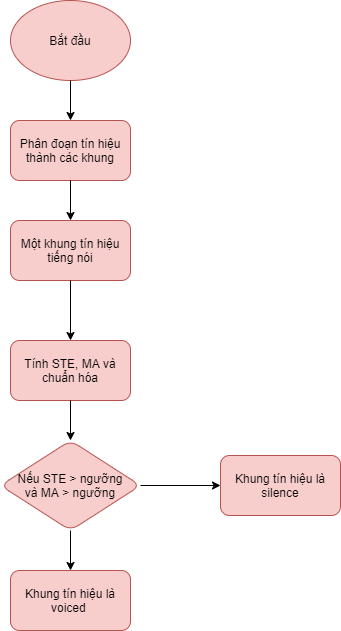 Bắt đầu
Phân đoạn tín hiệu
thành các khung
Một khung tín hiệu
tiếng nói
Tính STE, MA và
chuẩn hóa
Nếu STE > ngưỡng
và MA > ngưỡng
Khung tín hiệu là
silence
Khung tín hiệu là
voiced